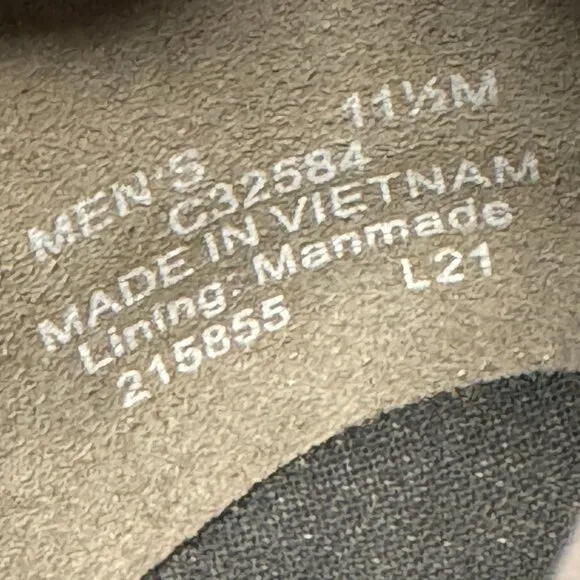 MEN'S 11½M
C32584
MADE IN VIETNAM
Lining: Manmade
215855 L21